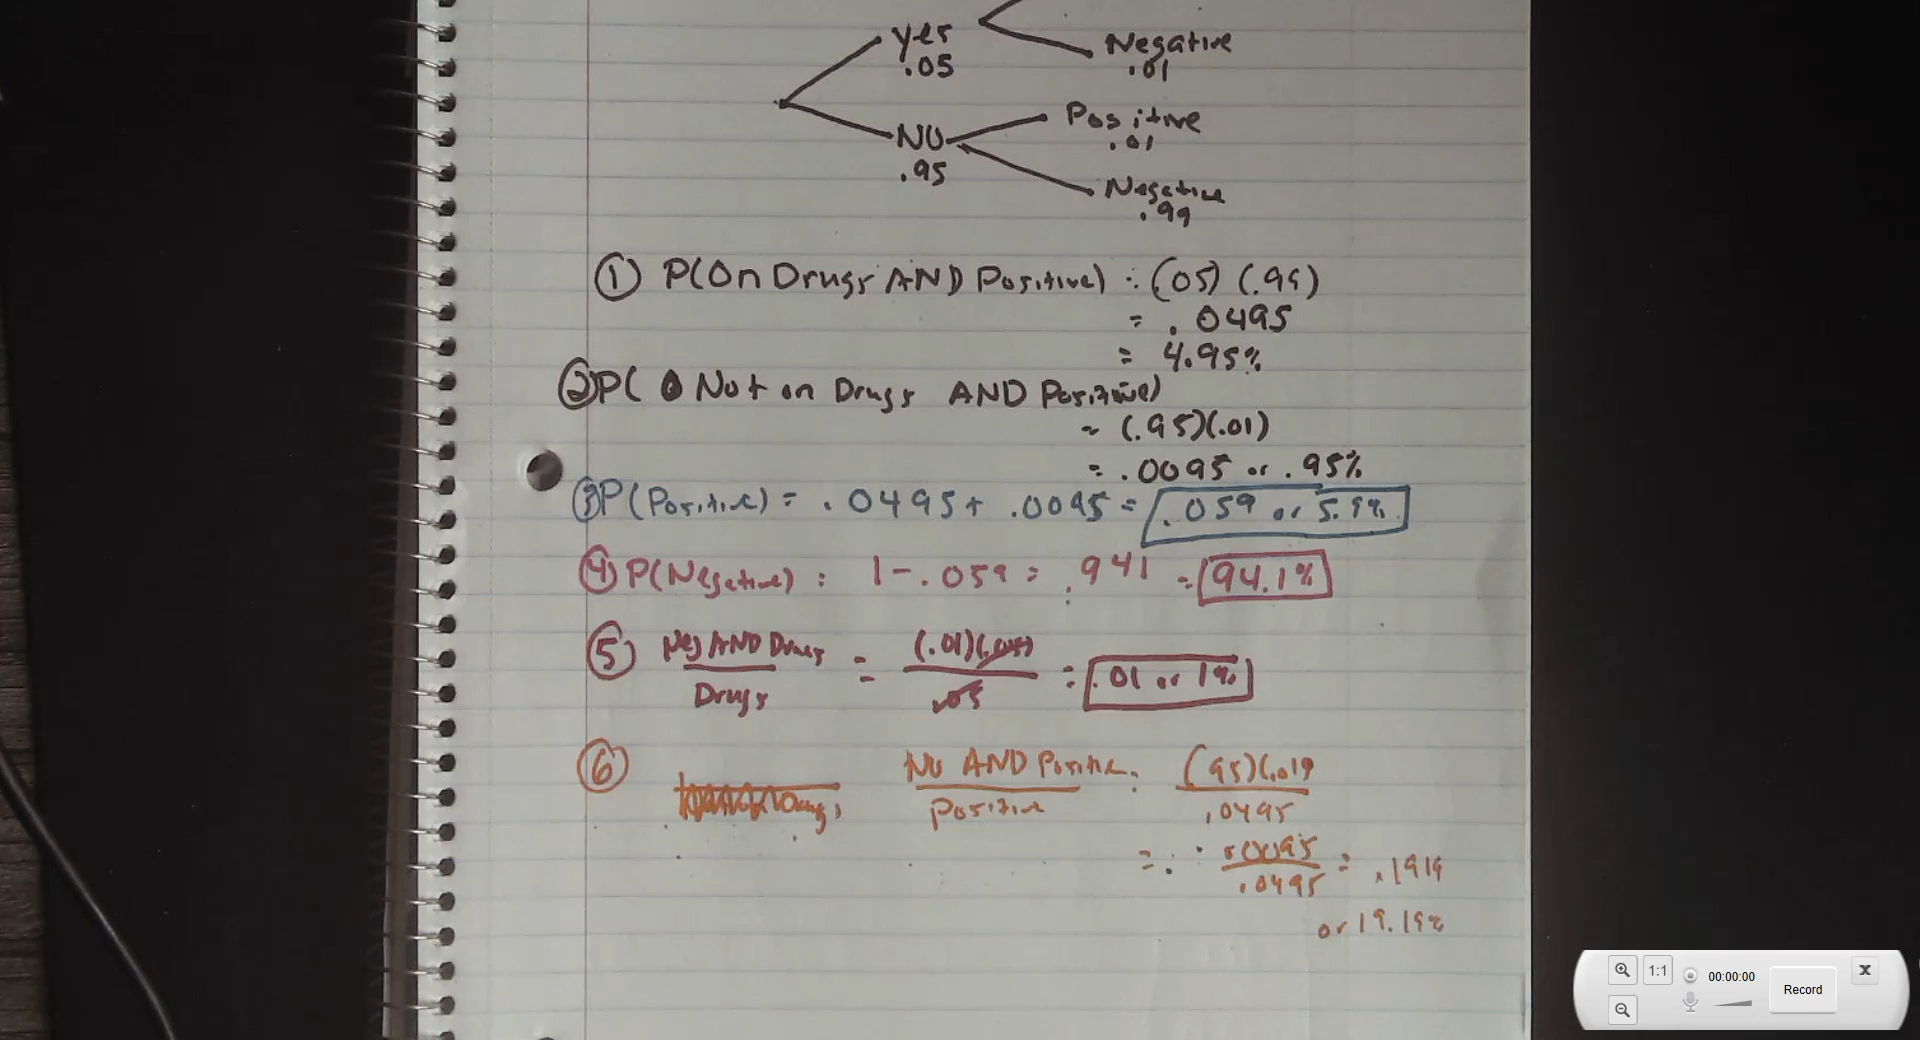 Yes
.05
Negative
.01
Positive
.01
NO
.95
Negative
.99
① P(On Drugs AND Positive) = (05) (.99)
= .0495
= 4.95%
② P( Not on Drugs AND Positive)
= (.95)(.01)
= .0095 or .95%
③ P(Positive) = .0495 + .0095 = .059 or 5.9%
④ P(Negative) = 1 - .059 = .941 = 94.1%
⑤ Neg AND Drugs = (.01)(.05) = .01 or 1%
Drugs .05
⑥ No AND Positive = (95)(.01)
Positive .0495
= .0095 = .1919
.0495
or 19.19%
1:1
00:00:00
Record
X